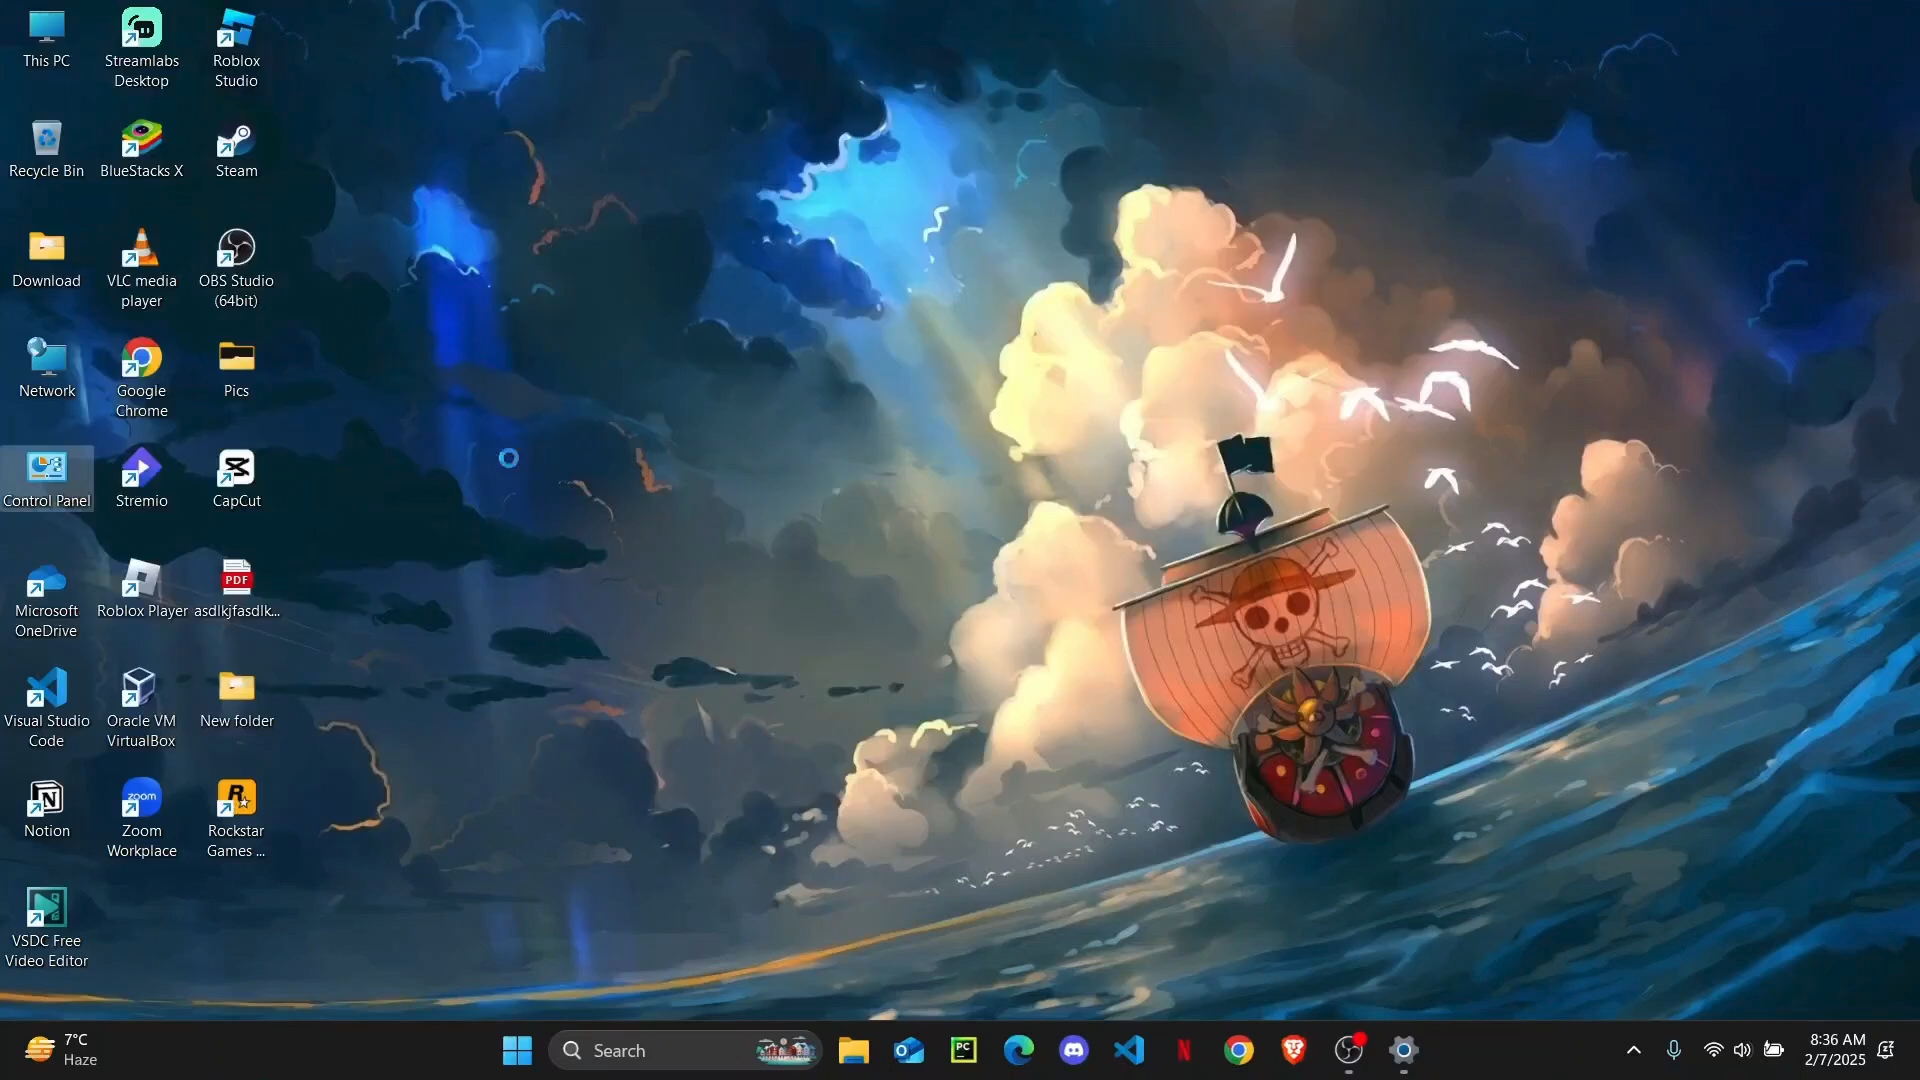 This PC
Streamlabs
Desktop
Roblox
Studio
Recycle Bin
BlueStacks X
Steam
Download
VLC media
player
OBS Studio
(64bit)
Network
Google
Chrome
Pics
Control Panel
Stremio
CapCut
Microsoft
OneDrive
Roblox Player
PDF
asdlkjfasdlk...
Visual Studio
Code
Oracle VM
VirtualBox
New folder
Notion
zoom
Zoom
Workplace
Rockstar
Games ...
VSDC Free
Video Editor
7°C
Haze
Search
PC
8:36 AM
2/7/2025